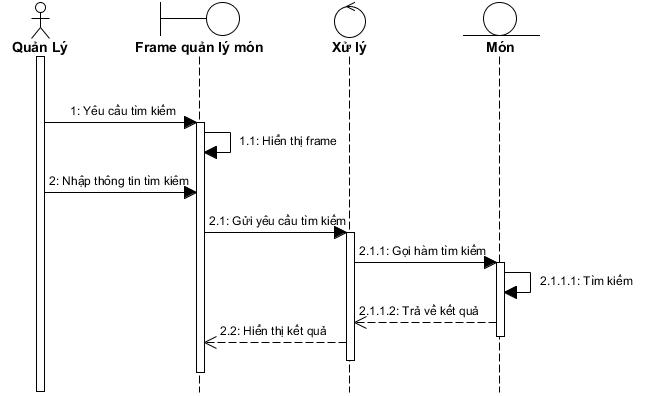 Quản Lý
Frame quản lý món
Xử lý
Món
1: Yêu cầu tìm kiếm
1.1: Hiển thị frame
2: Nhập thông tin tìm kiếm
2.1: Gửi yêu cầu tìm kiếm
2.1.1: Gọi hàm tìm kiếm
2.1.1.1: Tìm kiếm
2.1.1.2: Trả về kết quả
2.2: Hiển thị kết quả